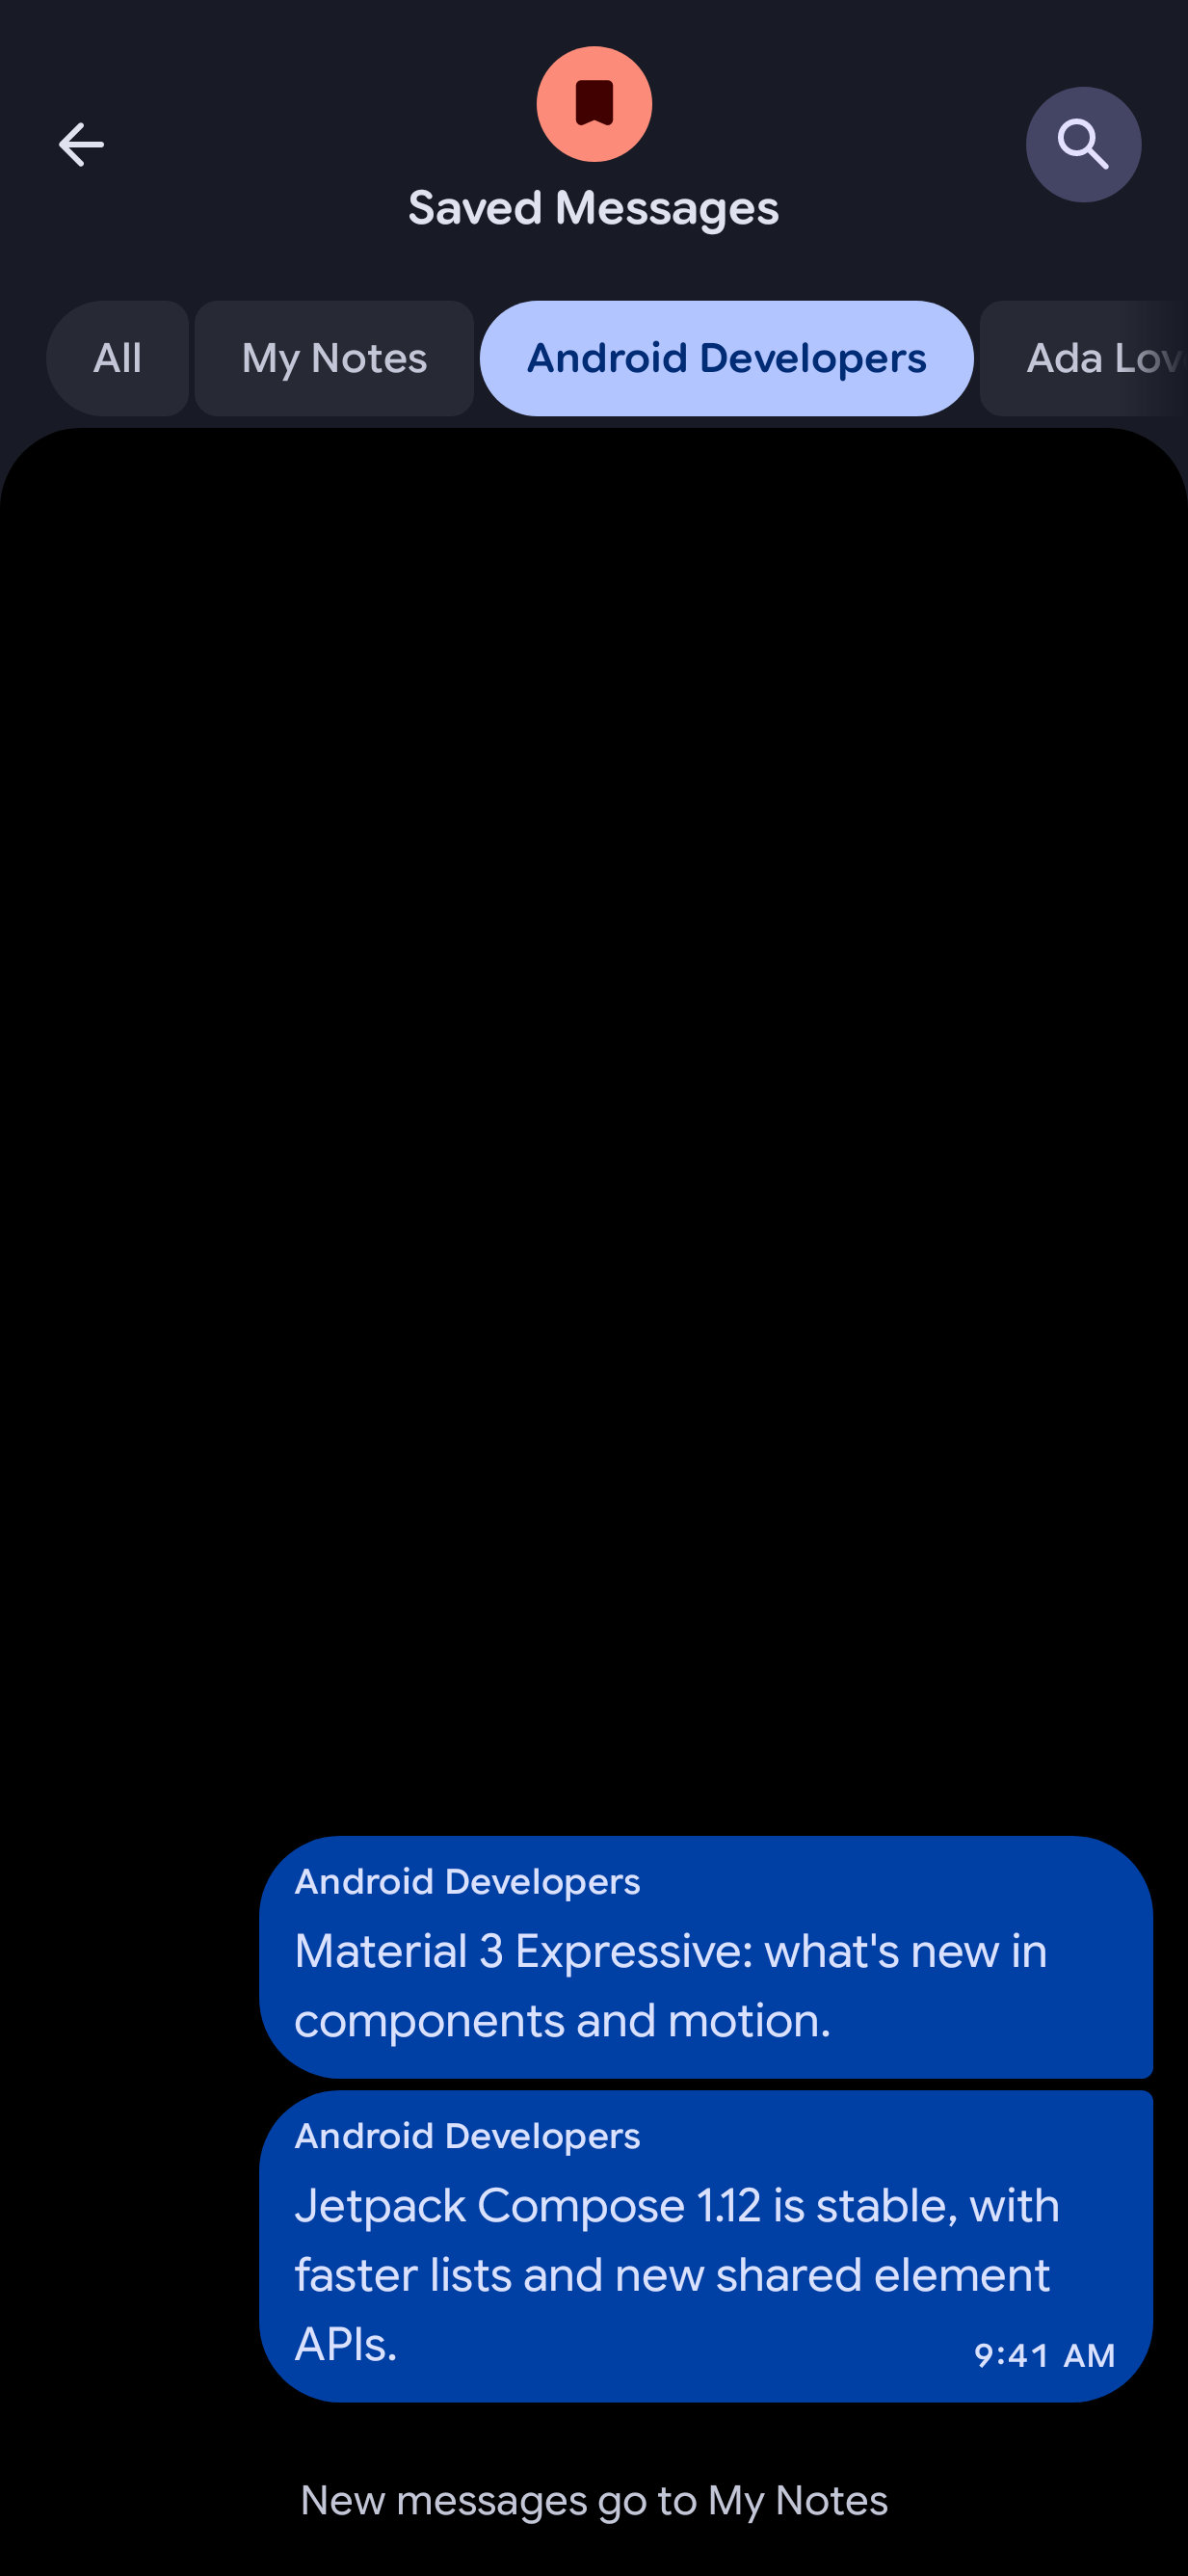 Saved Messages
All
My Notes
Android Developers
Ada Lov
Android Developers
Material 3 Expressive: what's new in
components and motion.
Android Developers
Jetpack Compose 1.12 is stable, with
faster lists and new shared element
APIs.
9:41 AM
New messages go to My Notes